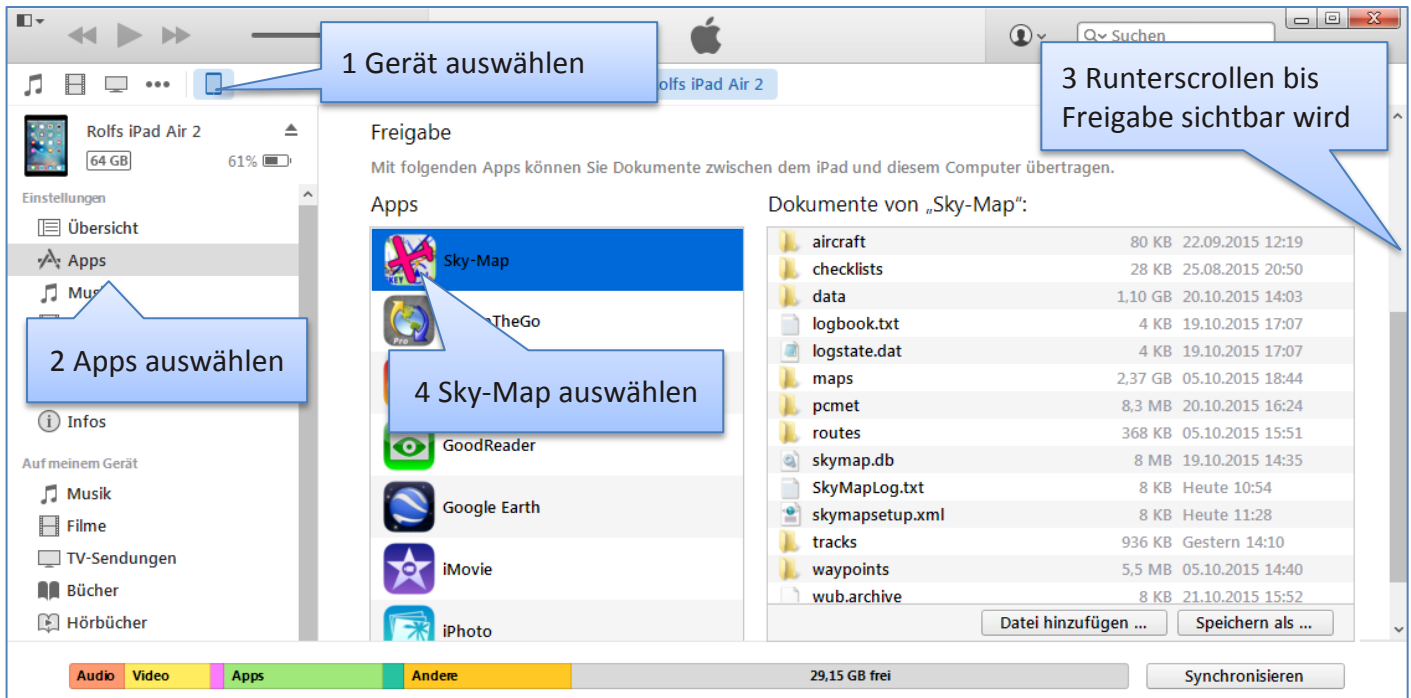 Suchen
1 Gerät auswählen
olfs iPad Air 2
3 Runterscrollen bis
Freigabe sichtbar wird
Rolfs iPad Air 2
64 GB
61%
Einstellungen
Übersicht
Apps
Mus
2 Apps auswählen
Infos
Auf meinem Gerät
Musik
Filme
TV-Sendungen
Bücher
Hörbücher
Freigabe
Mit folgenden Apps können Sie Dokumente zwischen dem iPad und diesem Computer übertragen.
Apps
Sky-Map
TheGo
Pro
4 Sky-Map auswählen
GoodReader
Google Earth
iMovie
iPhoto
Dokumente von „Sky-Map“:
aircraft 80 KB 22.09.2015 12:19
checklists 28 KB 25.08.2015 20:50
data 1,10 GB 20.10.2015 14:03
logbook.txt 4 KB 19.10.2015 17:07
logstate.dat 4 KB 19.10.2015 17:07
maps 2,37 GB 05.10.2015 18:44
pcmet 8,3 MB 20.10.2015 16:24
routes 368 KB 05.10.2015 15:51
skymap.db 8 MB 19.10.2015 14:35
SkyMapLog.txt 8 KB Heute 10:54
skymapsetup.xml 8 KB Heute 11:28
tracks 936 KB Gestern 14:10
waypoints 5,5 MB 05.10.2015 14:40
wub.archive 8 KB 21.10.2015 15:52
Datei hinzufügen ... Speichern als ...
Audio Video Apps Andere 29,15 GB frei Synchronisieren